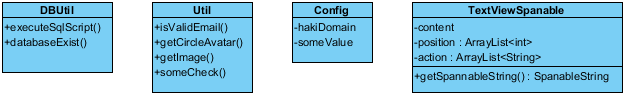 DBUtil
+executeSqlScript()
+databaseExist()
Util
+isValidEmail()
+getCircleAvatar()
+getImage()
+someCheck()
Config
-hakiDomain
-someValue
TextViewSpanable
-content
-position : ArrayList<int>
-action : ArrayList<String>
+getSpannableString() : SpanableString